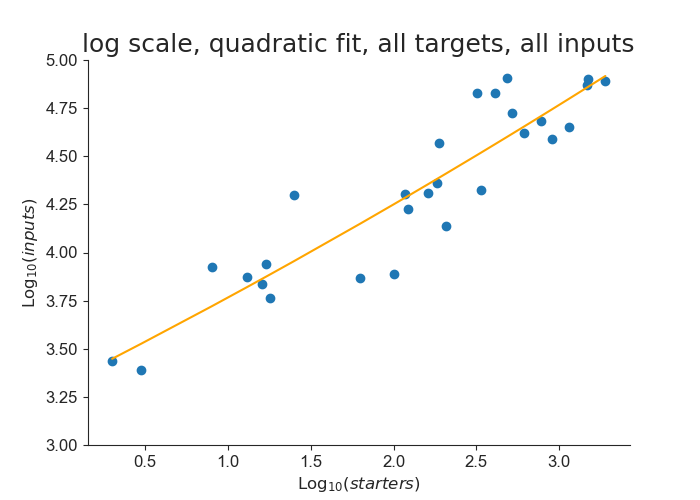 log scale, quadratic fit, all targets, all inputs
5.00
4.75
4.50
4.25
4.00
3.75
3.50
3.25
3.00
Log₁₀(inputs)
0.5 1.0 1.5 2.0 2.5 3.0
Log₁₀(starters)